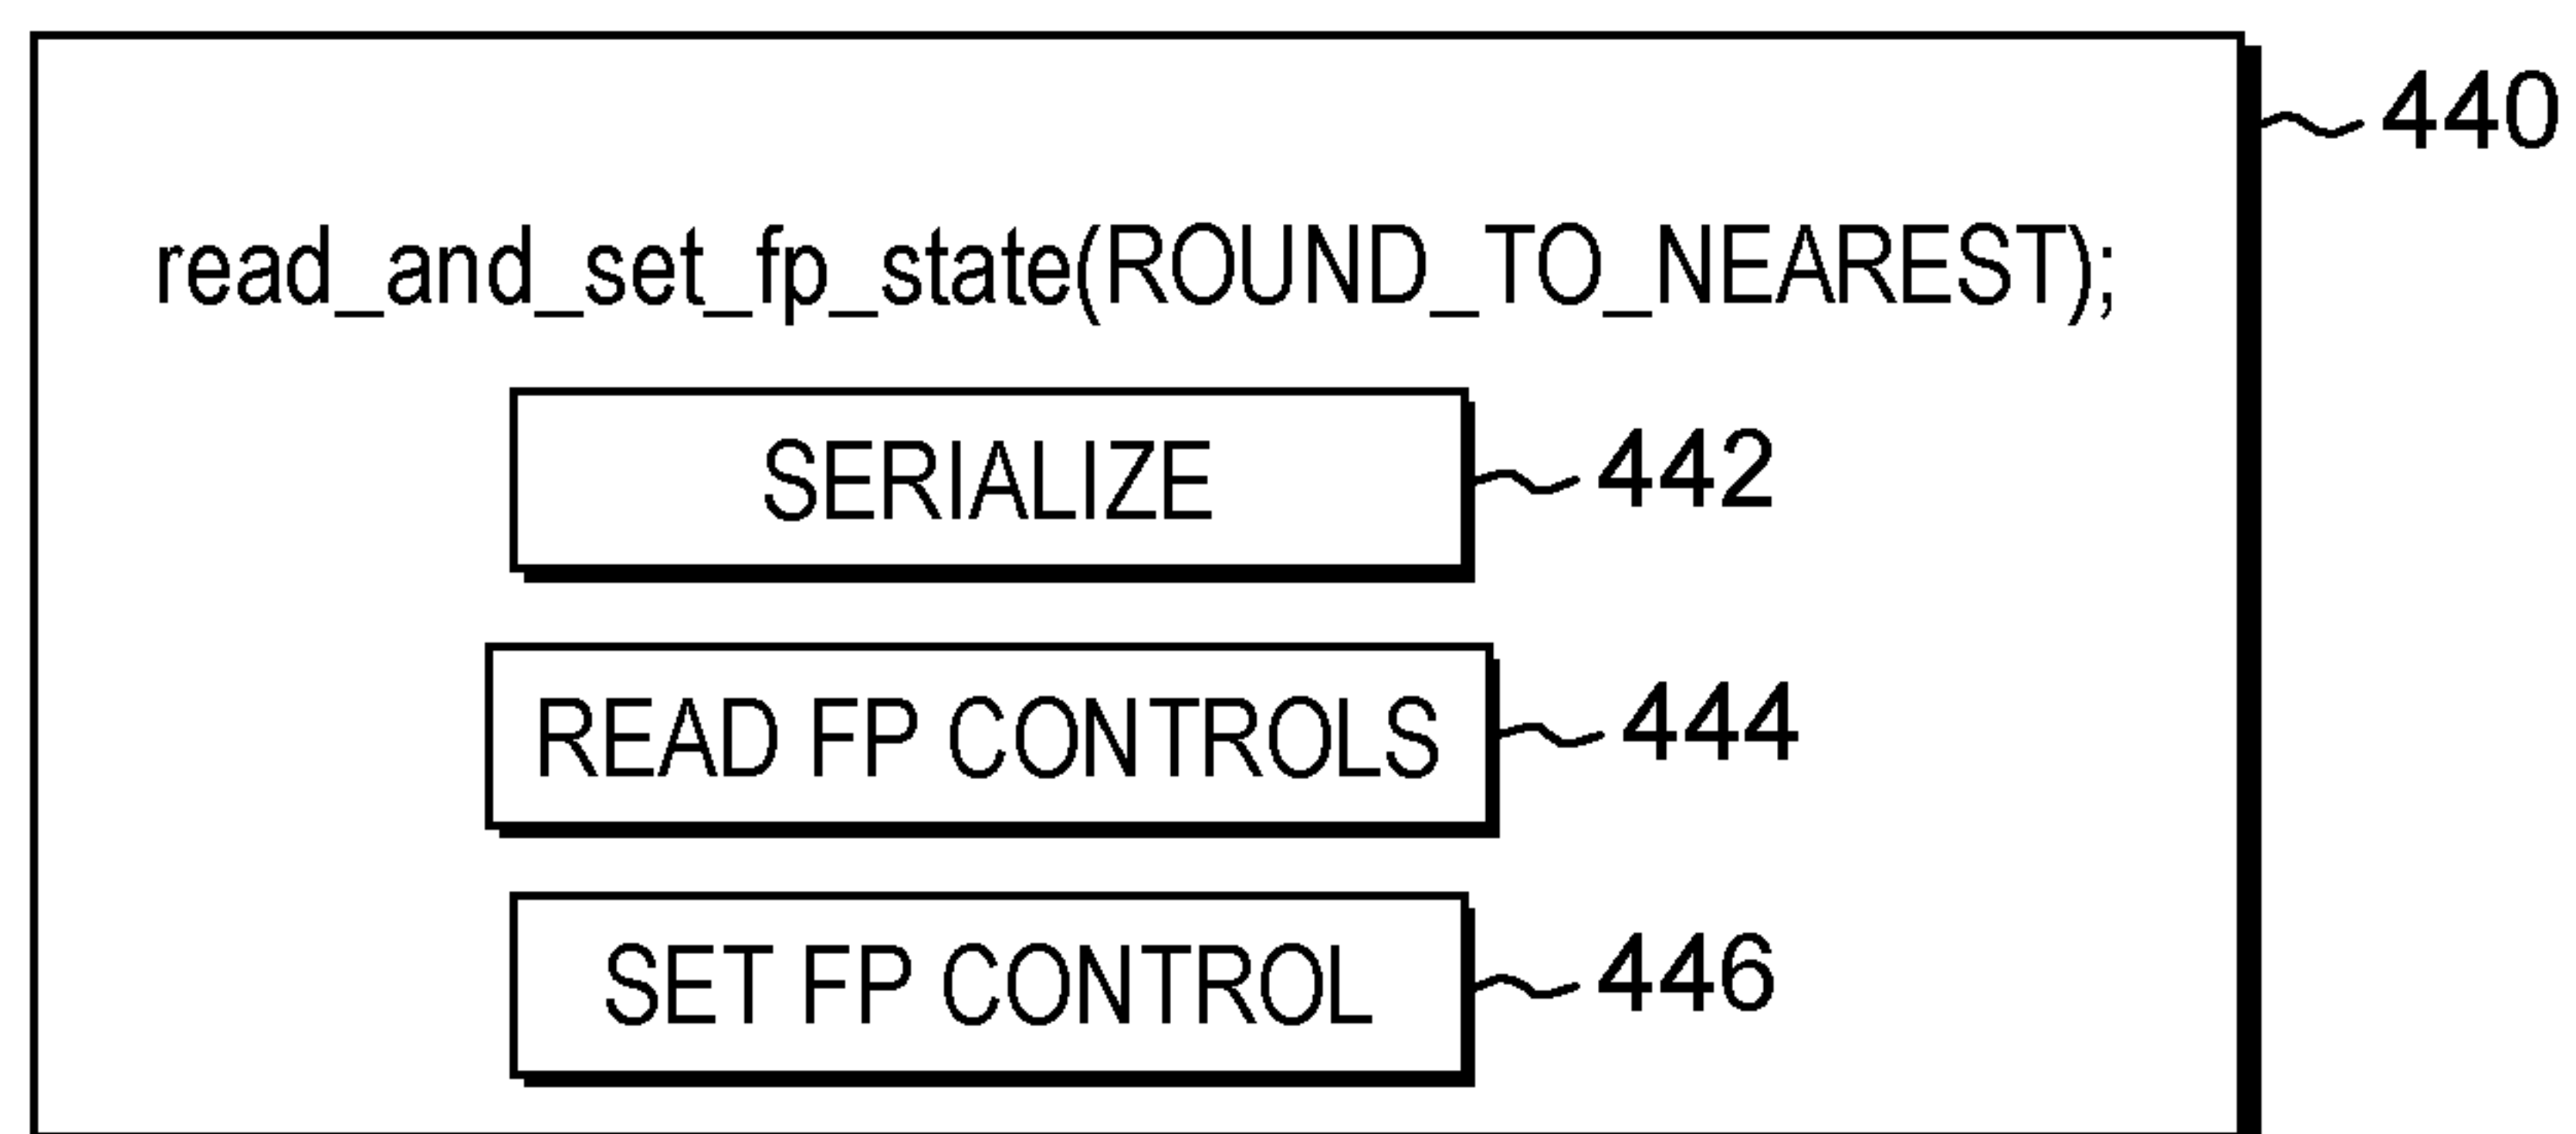 440
read_and_set_fp_state(ROUND_TO_NEAREST);
SERIALIZE 442
READ FP CONTROLS 444
SET FP CONTROL 446